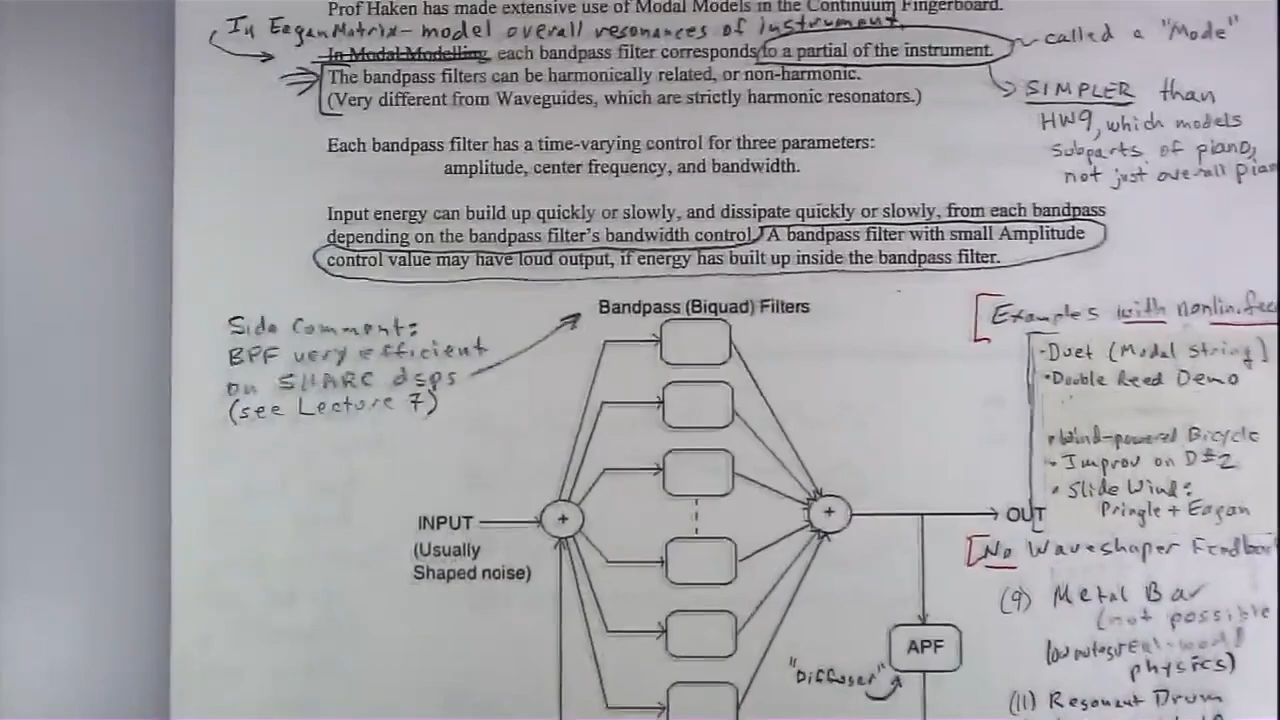 Prof Haken has made extensive use of Modal Models in the Continuum Fingerboard.
In EaganMatrix - model overall resonances of instrument,
In Modal Modelling, each bandpass filter corresponds to a partial of the instrument.
called a "Mode"
The bandpass filters can be harmonically related, or non-harmonic.
(Very different from Waveguides, which are strictly harmonic resonators.)
SIMPLER than
HW9, which models
subparts of piano,
not just overall pian
Each bandpass filter has a time-varying control for three parameters:
amplitude, center frequency, and bandwidth.
Input energy can build up quickly or slowly, and dissipate quickly or slowly, from each bandpass
depending on the bandpass filter's bandwidth control. A bandpass filter with small Amplitude
control value may have loud output, if energy has built up inside the bandpass filter.
Side Comment:
BPF very efficient
on SHARC dsps
(see Lecture 7)
Bandpass (Biquad) Filters
Examples with nonlin. fee
-Duet (Modal String)
•Double Reed Demo
•Wind-powered Bicycle
•Improv on D#2
•Slide Wind:
Pringle + Eagan
INPUT
(Usually
Shaped noise)
+
+
OUT
No Waveshaper Feedbac
(9) Metal Bar
(not possible
physics)
APF
"Diffuser"
(11) Resonant Drum